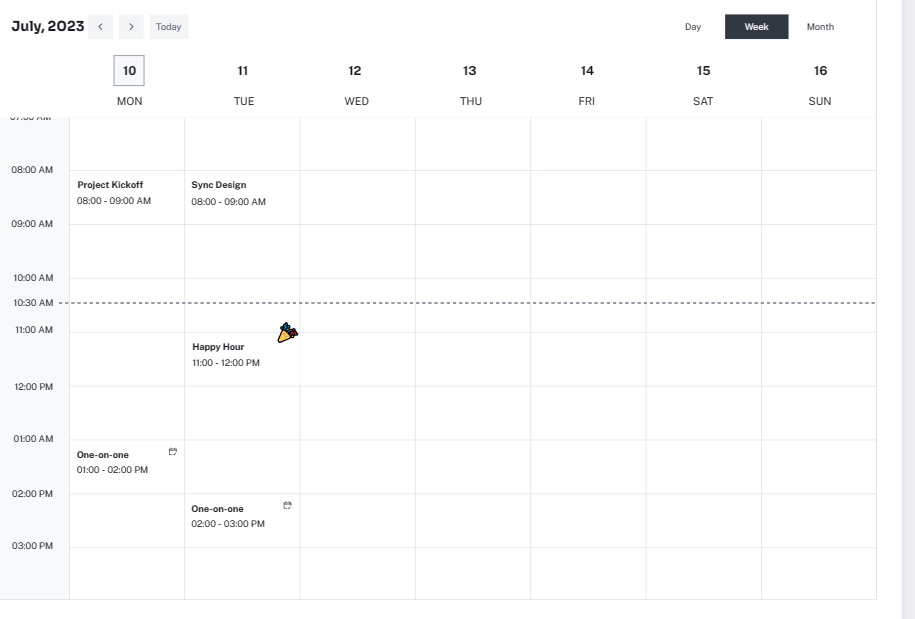 July, 2023 Today Day Week Month
10 11 12 13 14 15 16
MON TUE WED THU FRI SAT SUN
07:00 AM
08:00 AM
Project Kickoff Sync Design
08:00 - 09:00 AM 08:00 - 09:00 AM
09:00 AM
10:00 AM
10:30 AM
11:00 AM
Happy Hour
11:00 - 12:00 PM
12:00 PM
01:00 AM
One-on-one
01:00 - 02:00 PM
02:00 PM
One-on-one
02:00 - 03:00 PM
03:00 PM